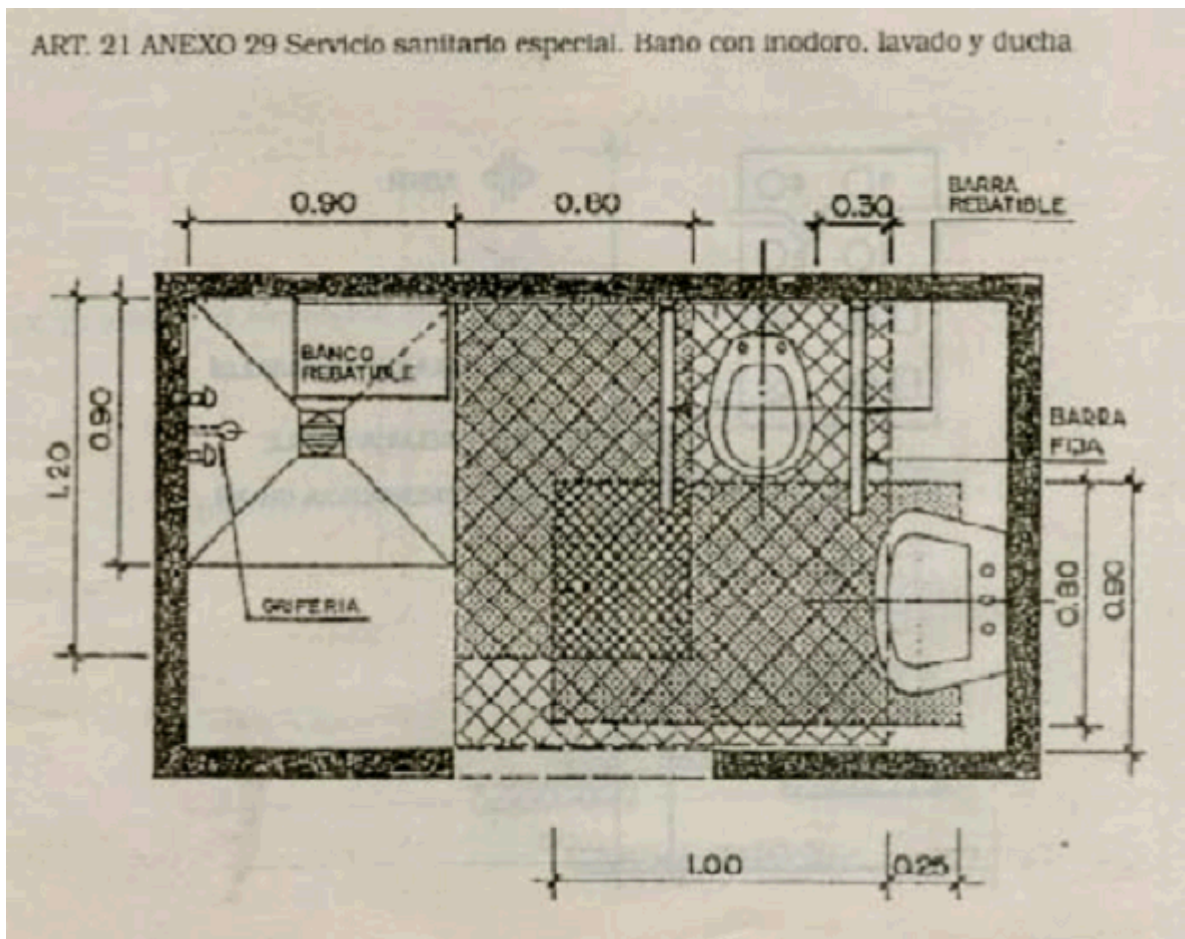 ART. 21 ANEXO 29 Servicio sanitario especial. Baño con inodoro, lavado y ducha
0.90
0.80
0.30
BARRA
REBATIBLE
BANCO
REBATIBLE
0.90
1.20
BARRA
FIJA
0.80
0.90
GRIFERIA
1.00
0.25